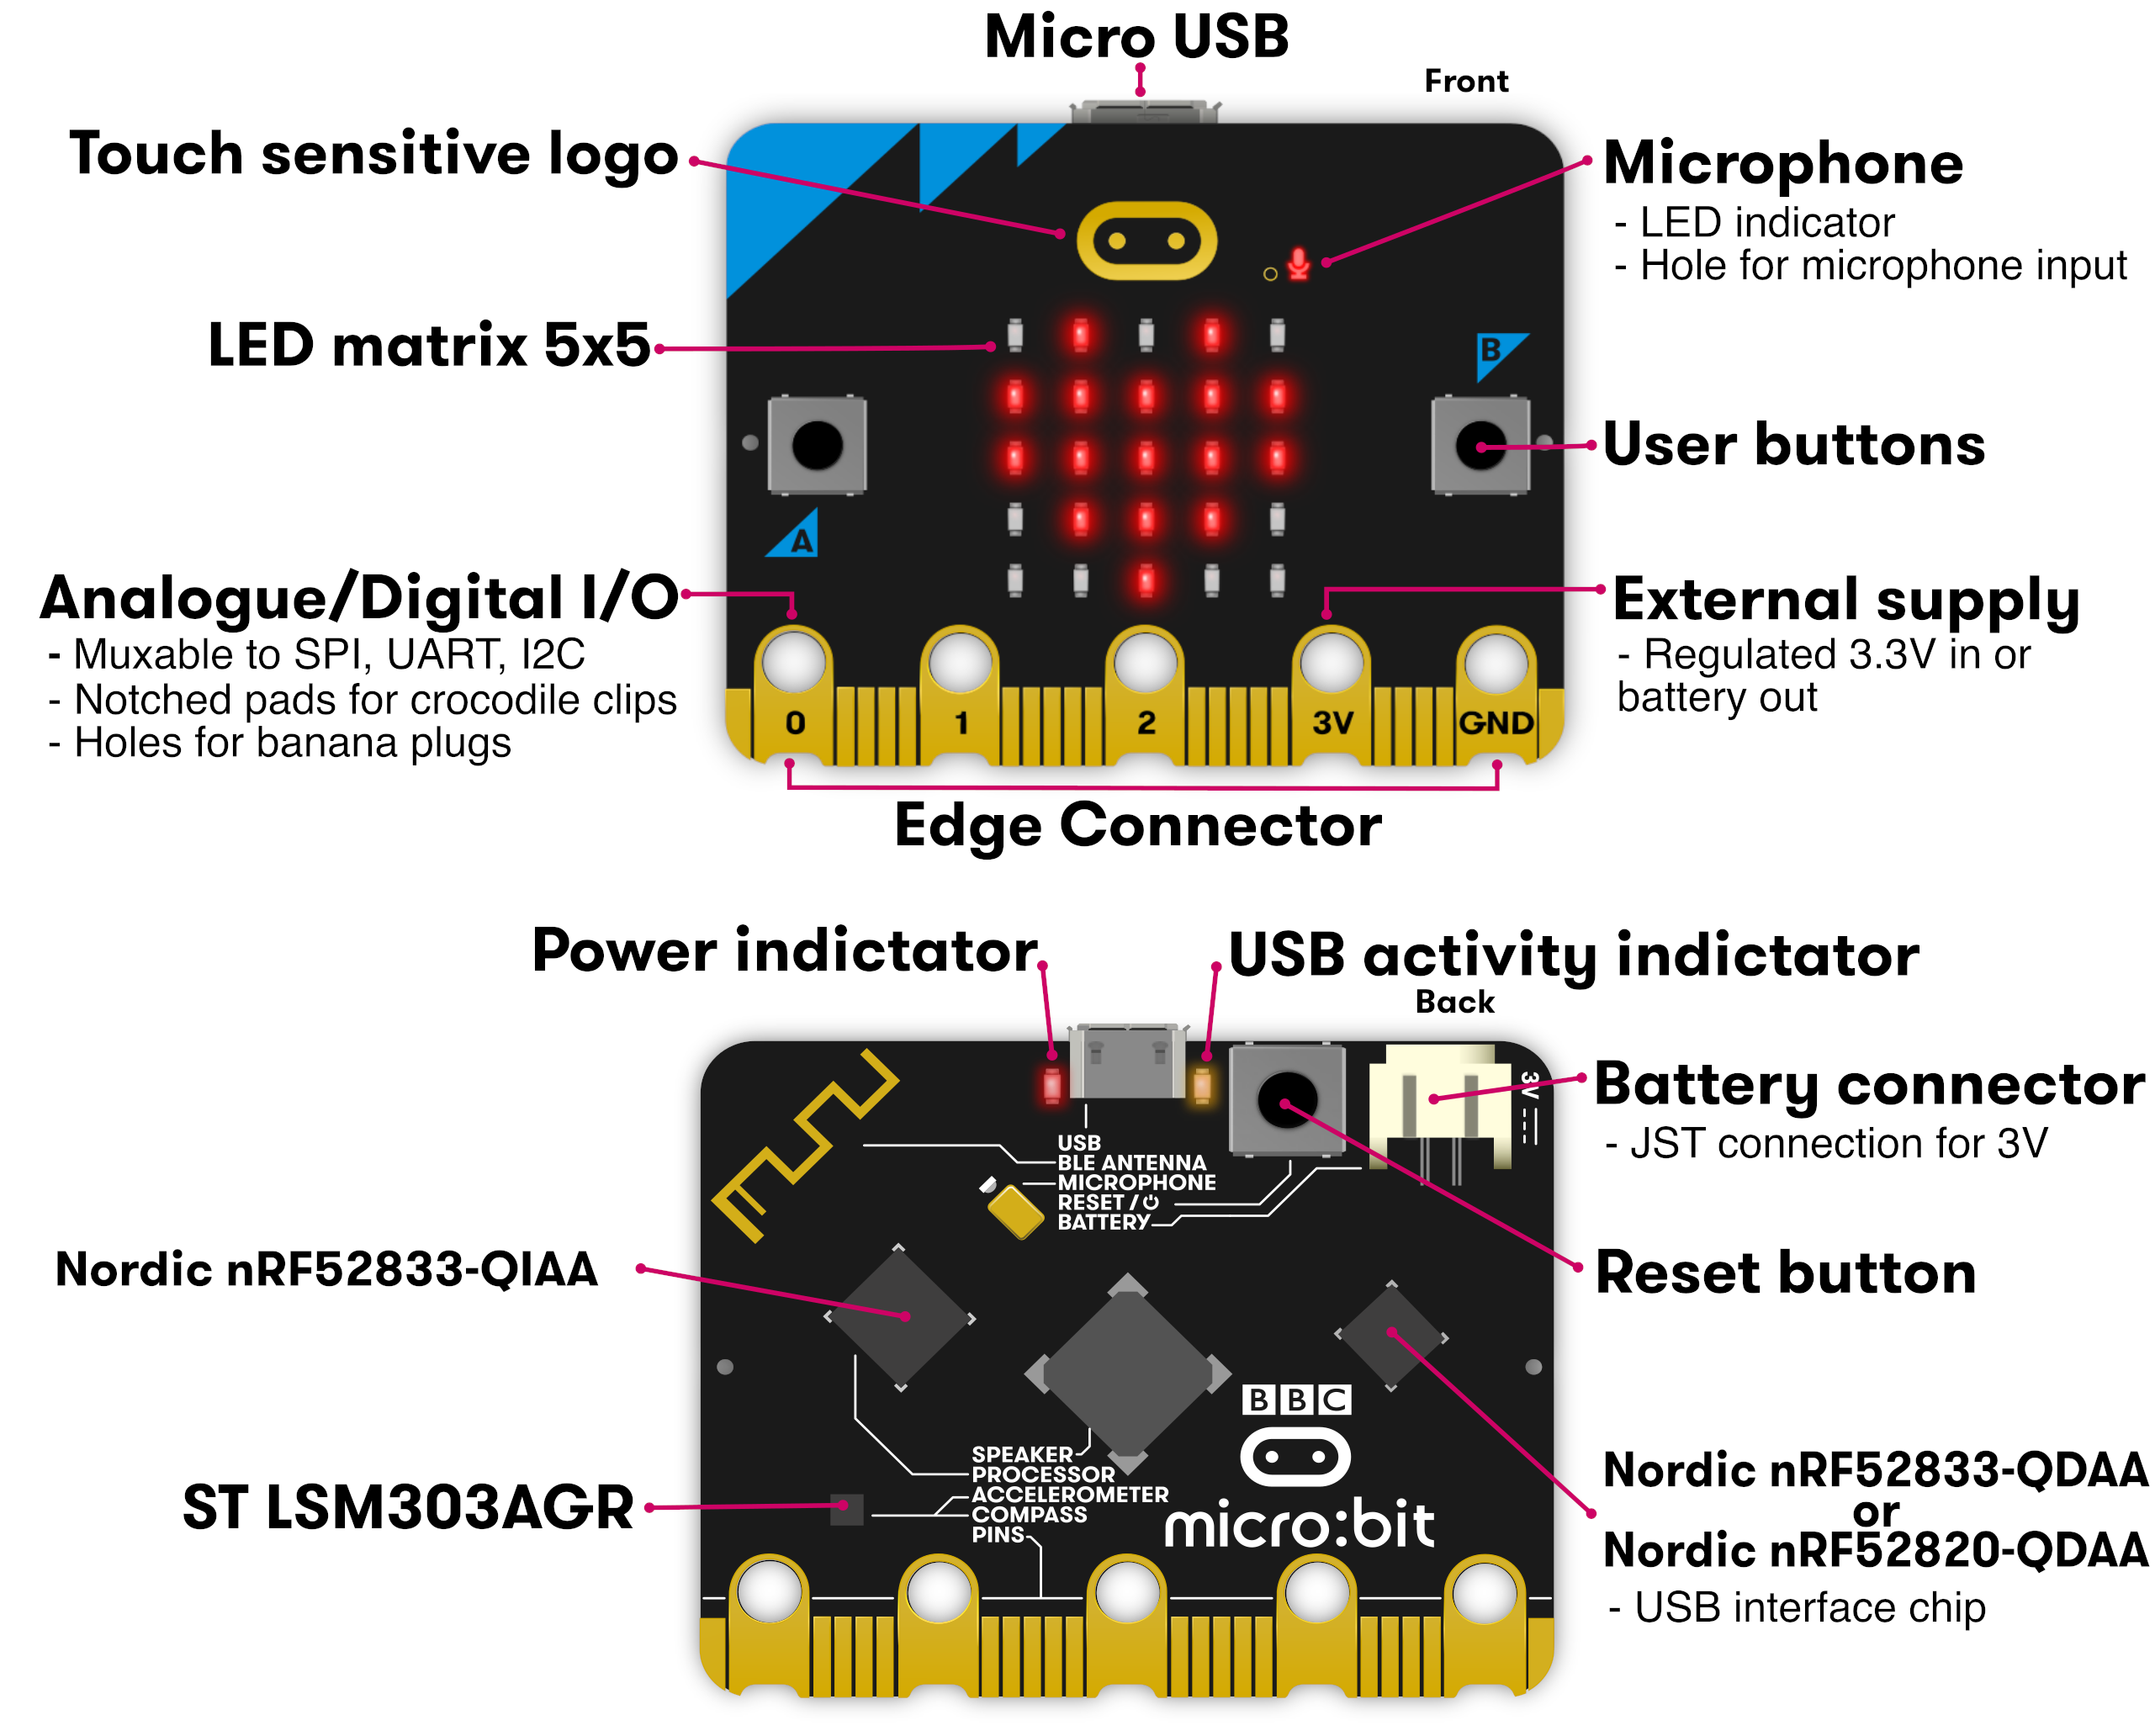 Micro USB
Front
Touch sensitive logo
Microphone
- LED indicator
- Hole for microphone input
LED matrix 5x5
B
User buttons
A
Analogue/Digital I/O
- Muxable to SPI, UART, I2C
- Notched pads for crocodile clips
- Holes for banana plugs
External supply
- Regulated 3.3V in or
battery out
0 1 2 3V GND
Edge Connector
Power indictator
USB activity indictator
Back
Battery connector
- JST connection for 3V
3V
USB
BLE ANTENNA
MICROPHONE
RESET /
BATTERY
Nordic nRF52833-QIAA
Reset button
BBC
micro:bit
SPEAKER
PROCESSOR
ACCELEROMETER
COMPASS
PINS
ST LSM303AGR
Nordic nRF52833-QDAA
or
Nordic nRF52820-QDAA
- USB interface chip